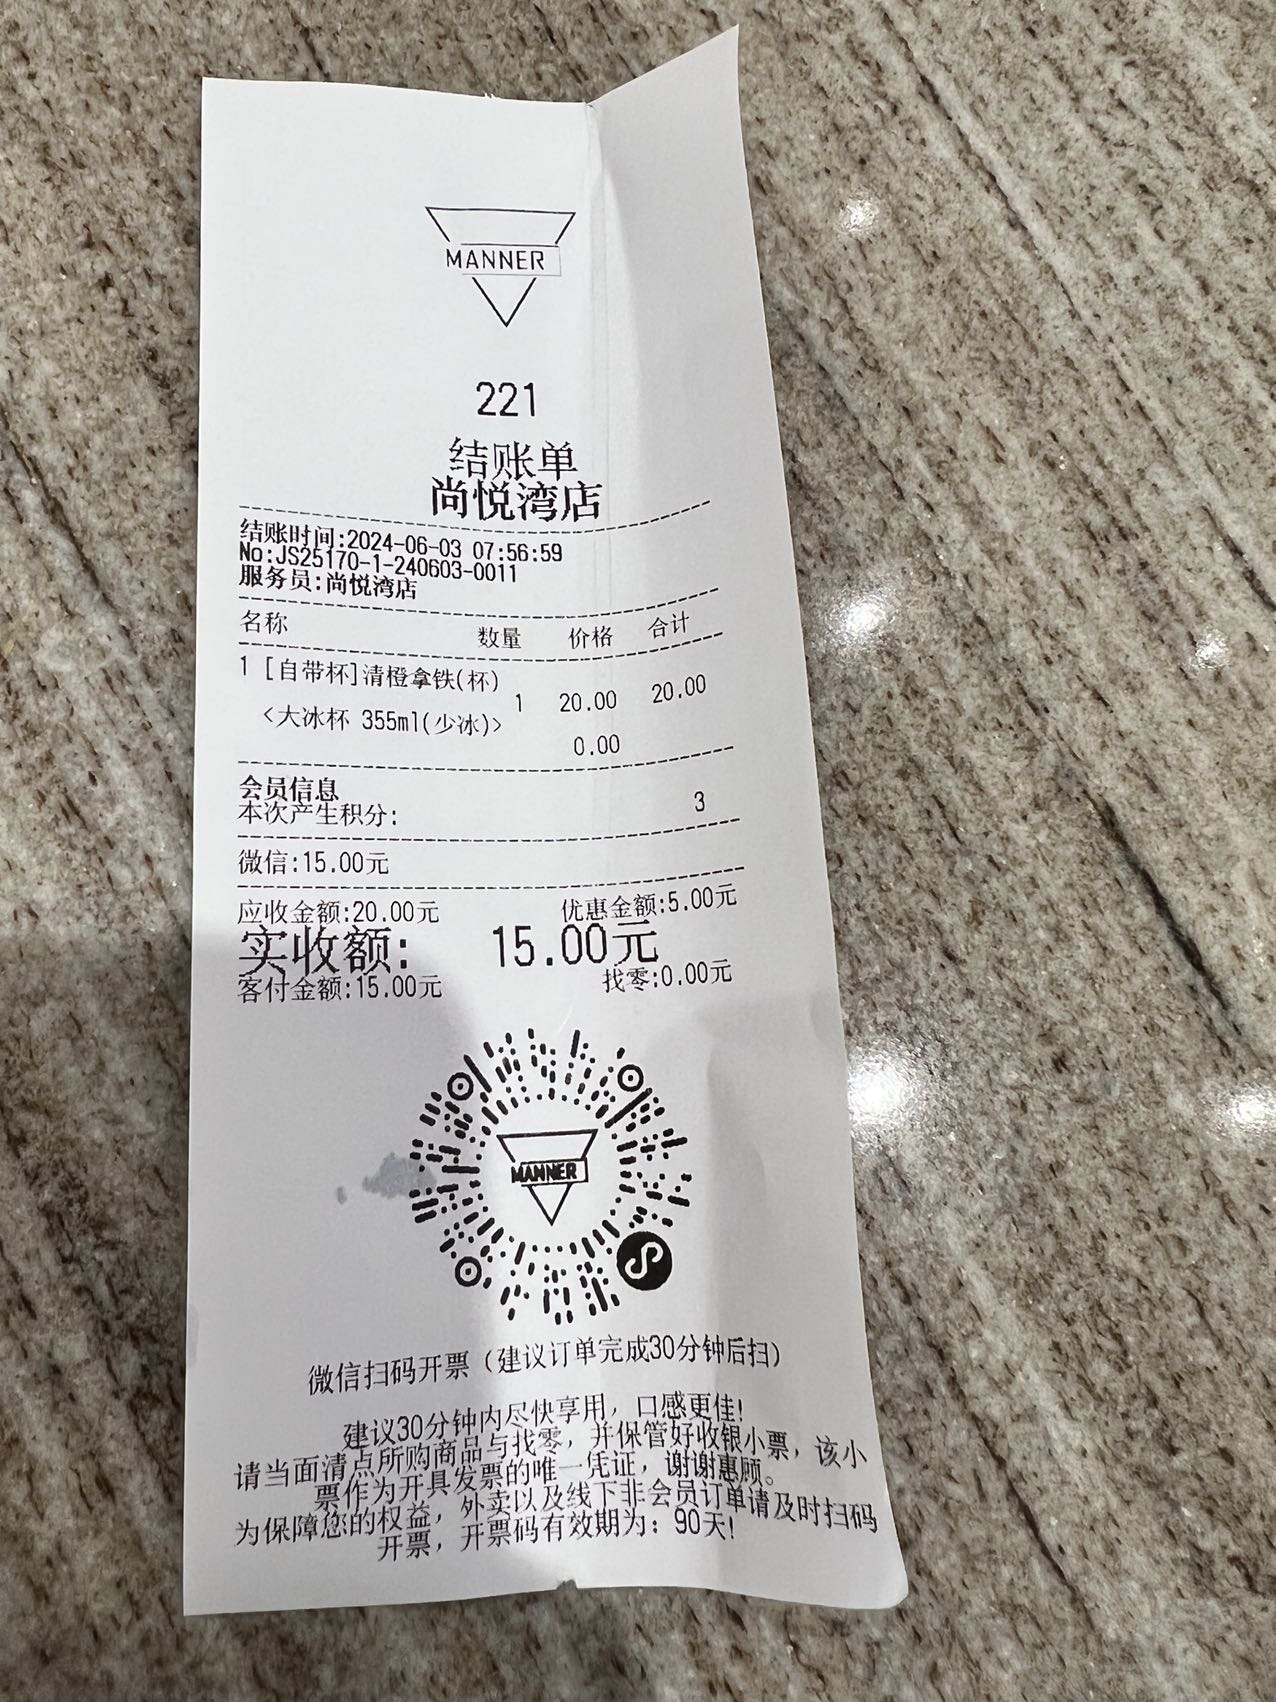 MANNER
221
结账单
尚悦湾店
结账时间:2024-06-03 07:56:59
No:JS25170-1-240603-0011
服务员:尚悦湾店
名称 数量 价格 合计
1 [自带杯]清橙拿铁(杯)
1 20.00 20.00
<大冰杯 355ml(少冰)>
0.00
会员信息
本次产生积分: 3
微信:15.00元
应收金额:20.00元 优惠金额:5.00元
实收额: 15.00元
客付金额:15.00元 找零:0.00元
MANNER
微信扫码开票（建议订单完成30分钟后扫）
建议30分钟内尽快享用，口感更佳!
请当面清点所购商品与找零，并保管好收银小票，该小
票作为开具发票的唯一凭证，谢谢惠顾。
为保障您的权益，外卖以及线下非会员订单请及时扫码
开票，开票码有效期为：90天!